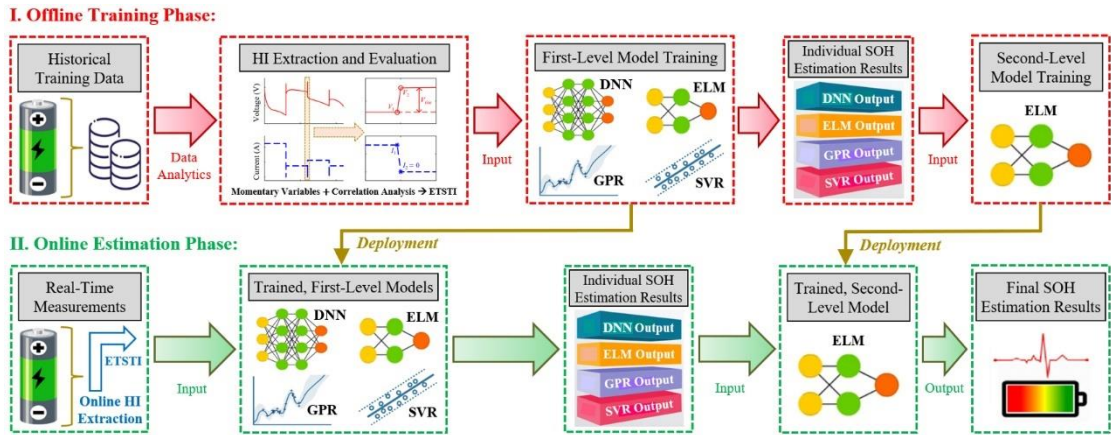 I. Offline Training Phase:
Historical
Training Data
Data
Analytics
HI Extraction and Evaluation
Voltage (V)
Current (A)
Momentary Variables + Correlation Analysis → ETSTI
Input
First-Level Model Training
DNN
ELM
GPR
SVR
Individual SOH
Estimation Results
DNN Output
ELM Output
GPR Output
SVR Output
Input
Second-Level
Model Training
ELM
Deployment
Deployment
II. Online Estimation Phase:
Real-Time
Measurements
ETSTI
Online HI
Extraction
Input
Trained, First-Level Models
DNN
ELM
GPR
SVR
Individual SOH
Estimation Results
DNN Output
ELM Output
GPR Output
SVR Output
Input
Trained, Second-
Level Model
ELM
Output
Final SOH
Estimation Results